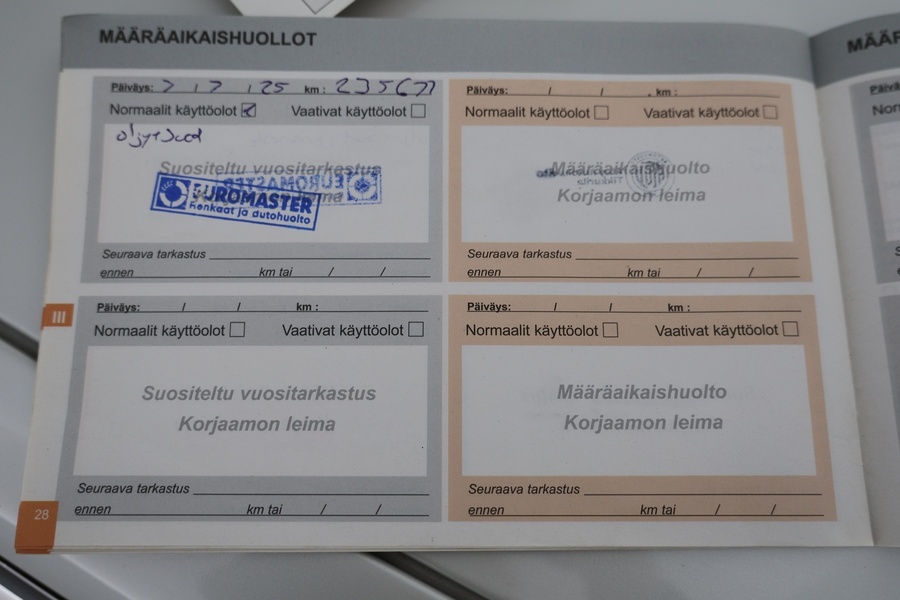 MÄÄRÄAIKAISHUOLLOT
Päiväys: 7 / 7 / 25 km : 235677
Normaalit käyttöolot ☑ Vaativat käyttöolot ☐
Suositeltu vuositarkastus
EUROMASTER
Renkaat ja autohuolto
Seuraava tarkastus
ennen km tai / /
Päiväys: / / km :
Normaalit käyttöolot ☐ Vaativat käyttöolot ☐
Määräaikaishuolto
Korjaamon leima
Seuraava tarkastus
ennen km tai / /
III
Päiväys: / / km :
Normaalit käyttöolot ☐ Vaativat käyttöolot ☐
Suositeltu vuositarkastus
Korjaamon leima
Seuraava tarkastus
ennen km tai / /
Päiväys: / / km :
Normaalit käyttöolot ☐ Vaativat käyttöolot ☐
Määräaikaishuolto
Korjaamon leima
Seuraava tarkastus
ennen km tai / /
28